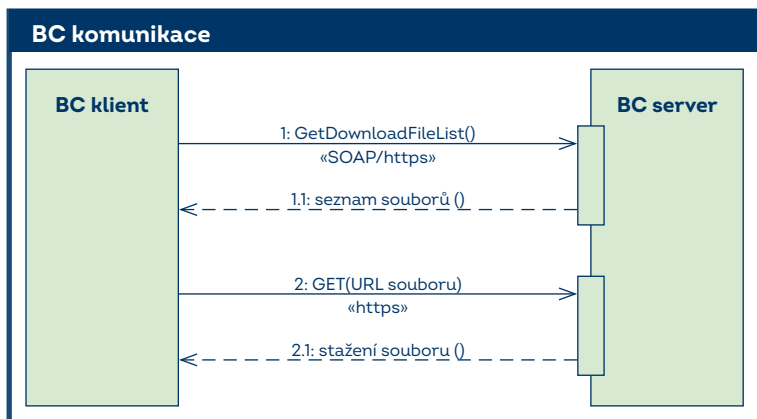 BC komunikace
BC klient
BC server
1: GetDownloadFileList()
«SOAP/https»
1.1: seznam souborů ()
2: GET(URL souboru)
«https»
2.1: stažení souboru ()